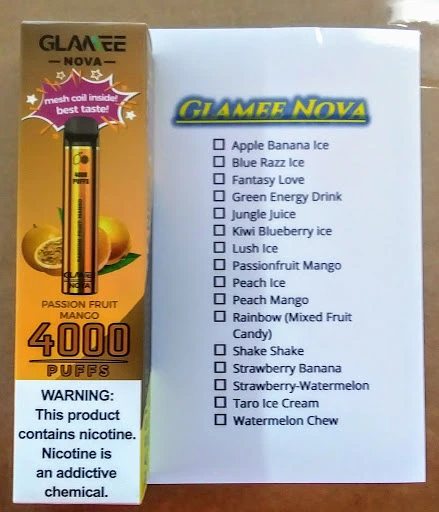 GLAMEE
NOVA
mesh coil inside!
best taste!
4000
PUFFS
PASSION FRUIT MANGO
GLAMEE
NOVA
PASSION FRUIT
MANGO
4000
PUFFS
WARNING:
This product
contains nicotine.
Nicotine is
an addictive
chemical.
GLAMEE NOVA
Apple Banana Ice
Blue Razz Ice
Fantasy Love
Green Energy Drink
Jungle Juice
Kiwi Blueberry ice
Lush Ice
Passionfruit Mango
Peach Ice
Peach Mango
Rainbow (Mixed Fruit
Candy)
Shake Shake
Strawberry Banana
Strawberry-Watermelon
Taro Ice Cream
Watermelon Chew